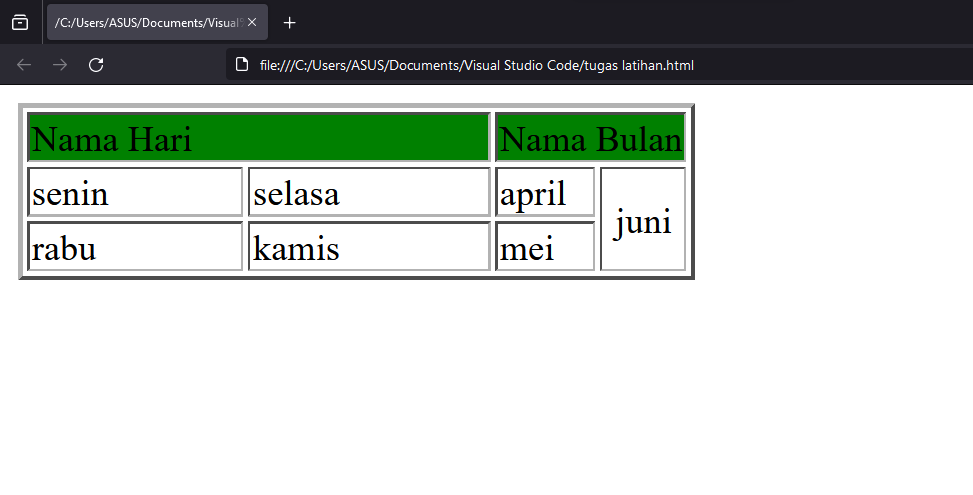 /C:/Users/ASUS/Documents/Visual
file:///C:/Users/ASUS/Documents/Visual Studio Code/tugas latihan.html
Nama Hari Nama Bulan
senin selasa april
juni
rabu kamis mei